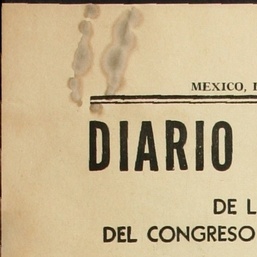 MEXICO,
DIARIO
DE L
DEL CONGRESO